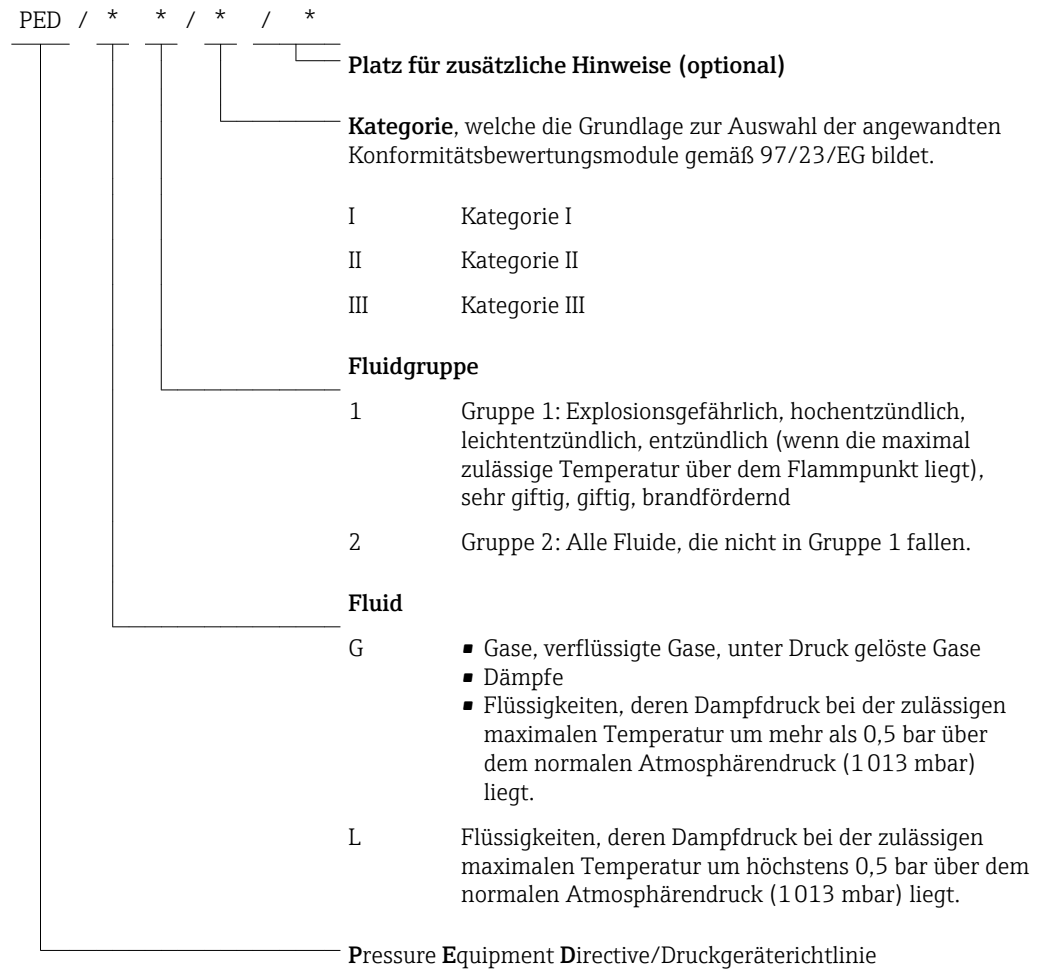 PED / * * / * / *
Platz für zusätzliche Hinweise (optional)
Kategorie, welche die Grundlage zur Auswahl der angewandten
Konformitätsbewertungsmodule gemäß 97/23/EG bildet.
I Kategorie I
II Kategorie II
III Kategorie III
Fluidgruppe
1 Gruppe 1: Explosionsgefährlich, hochentzündlich,
leichtentzündlich, entzündlich (wenn die maximal
zulässige Temperatur über dem Flammpunkt liegt),
sehr giftig, giftig, brandfördernd
2 Gruppe 2: Alle Fluide, die nicht in Gruppe 1 fallen.
Fluid
G ▪ Gase, verflüssigte Gase, unter Druck gelöste Gase
▪ Dämpfe
▪ Flüssigkeiten, deren Dampfdruck bei der zulässigen
maximalen Temperatur um mehr als 0,5 bar über
dem normalen Atmosphärendruck (1 013 mbar)
liegt.
L Flüssigkeiten, deren Dampfdruck bei der zulässigen
maximalen Temperatur um höchstens 0,5 bar über dem
normalen Atmosphärendruck (1 013 mbar) liegt.
Pressure Equipment Directive/Druckgeräterichtlinie